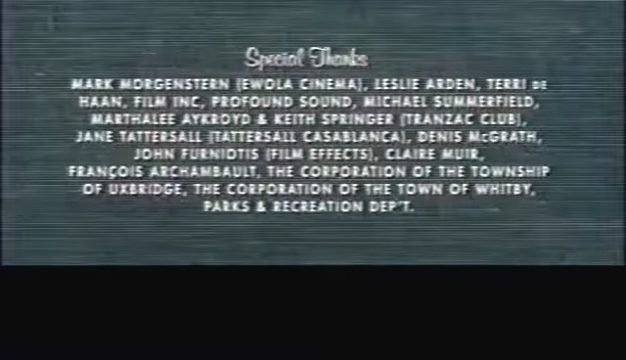 Special Thanks
MARK MORGENSTERN (EWOLA CINEMA), LESLIE ARDEN, TERRI DE
HAAN, FILM INC, PROFOUND SOUND, MICHAEL SUMMERFIELD,
MARTHALEE AYKROYD & KEITH SPRINGER (TRANZAC CLUB),
JANE TATTERSALL (TATTERSALL CASABLANCA), DENIS McGRATH,
JOHN FURNIOTIS (FILM EFFECTS), CLAIRE MUIR,
FRANÇOIS ARCHAMBAULT, THE CORPORATION OF THE TOWNSHIP
OF UXBRIDGE, THE CORPORATION OF THE TOWN OF WHITBY,
PARKS & RECREATION DEP'T.